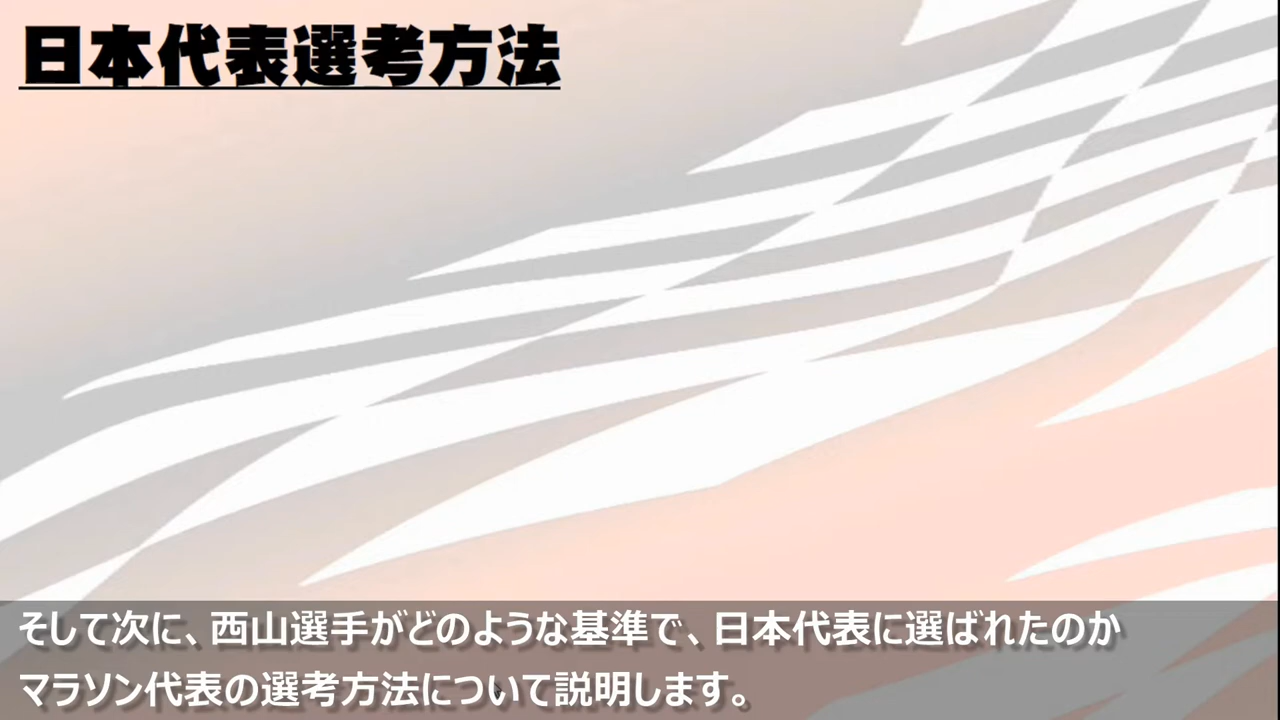 日本代表選考方法
そして次に、西山選手がどのような基準で、日本代表に選ばれたのか
マラソン代表の選考方法について説明します。